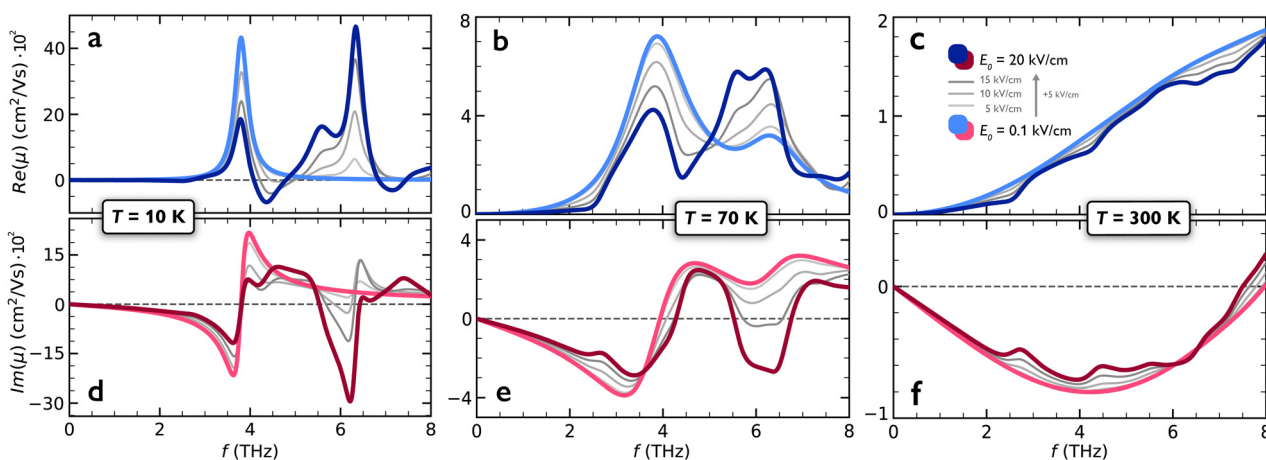 a
b
c
Re(μ) (cm²/Vs) · 10²
40
20
0
8
6
4
2
0
2
1
0
E₀ = 20 kV/cm
15 kV/cm
10 kV/cm
5 kV/cm
+5 kV/cm
E₀ = 0.1 kV/cm
T = 10 K
T = 70 K
T = 300 K
Im(μ) (cm²/Vs) · 10²
15
0
-15
-30
4
2
0
-4
0
-1
d
e
f
0 2 4 6 8
0 2 4 6 8
0 2 4 6 8
f (THz)
f (THz)
f (THz)